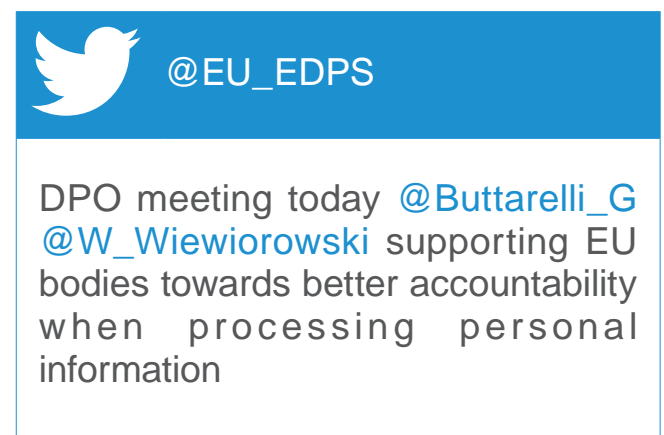 @EU_EDPS
DPO meeting today @Buttarelli_G
@W_Wiewiorowski supporting EU
bodies towards better accountability
when processing personal
information